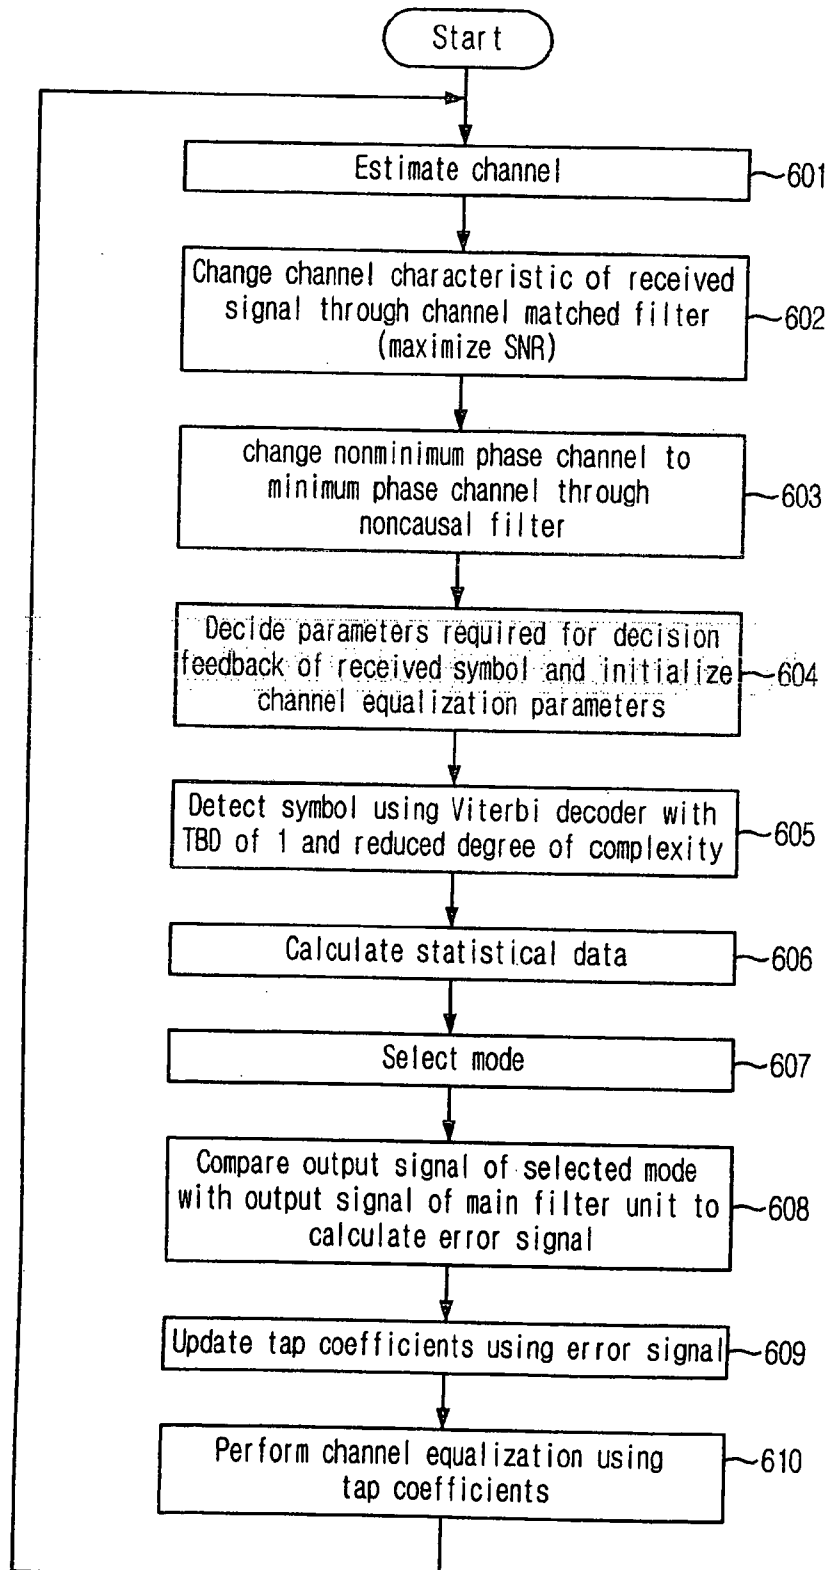 Start
Estimate channel
601
Change channel characteristic of received
signal through channel matched filter
(maximize SNR)
602
change nonminimum phase channel to
minimum phase channel through
noncausal filter
603
Decide parameters required for decision
feedback of received symbol and initialize
channel equalization parameters
604
Detect symbol using Viterbi decoder with
TBD of 1 and reduced degree of complexity
605
Calculate statistical data
606
Select mode
607
Compare output signal of selected mode
with output signal of main filter unit to
calculate error signal
608
Update tap coefficients using error signal
609
Perform channel equalization using
tap coefficients
610